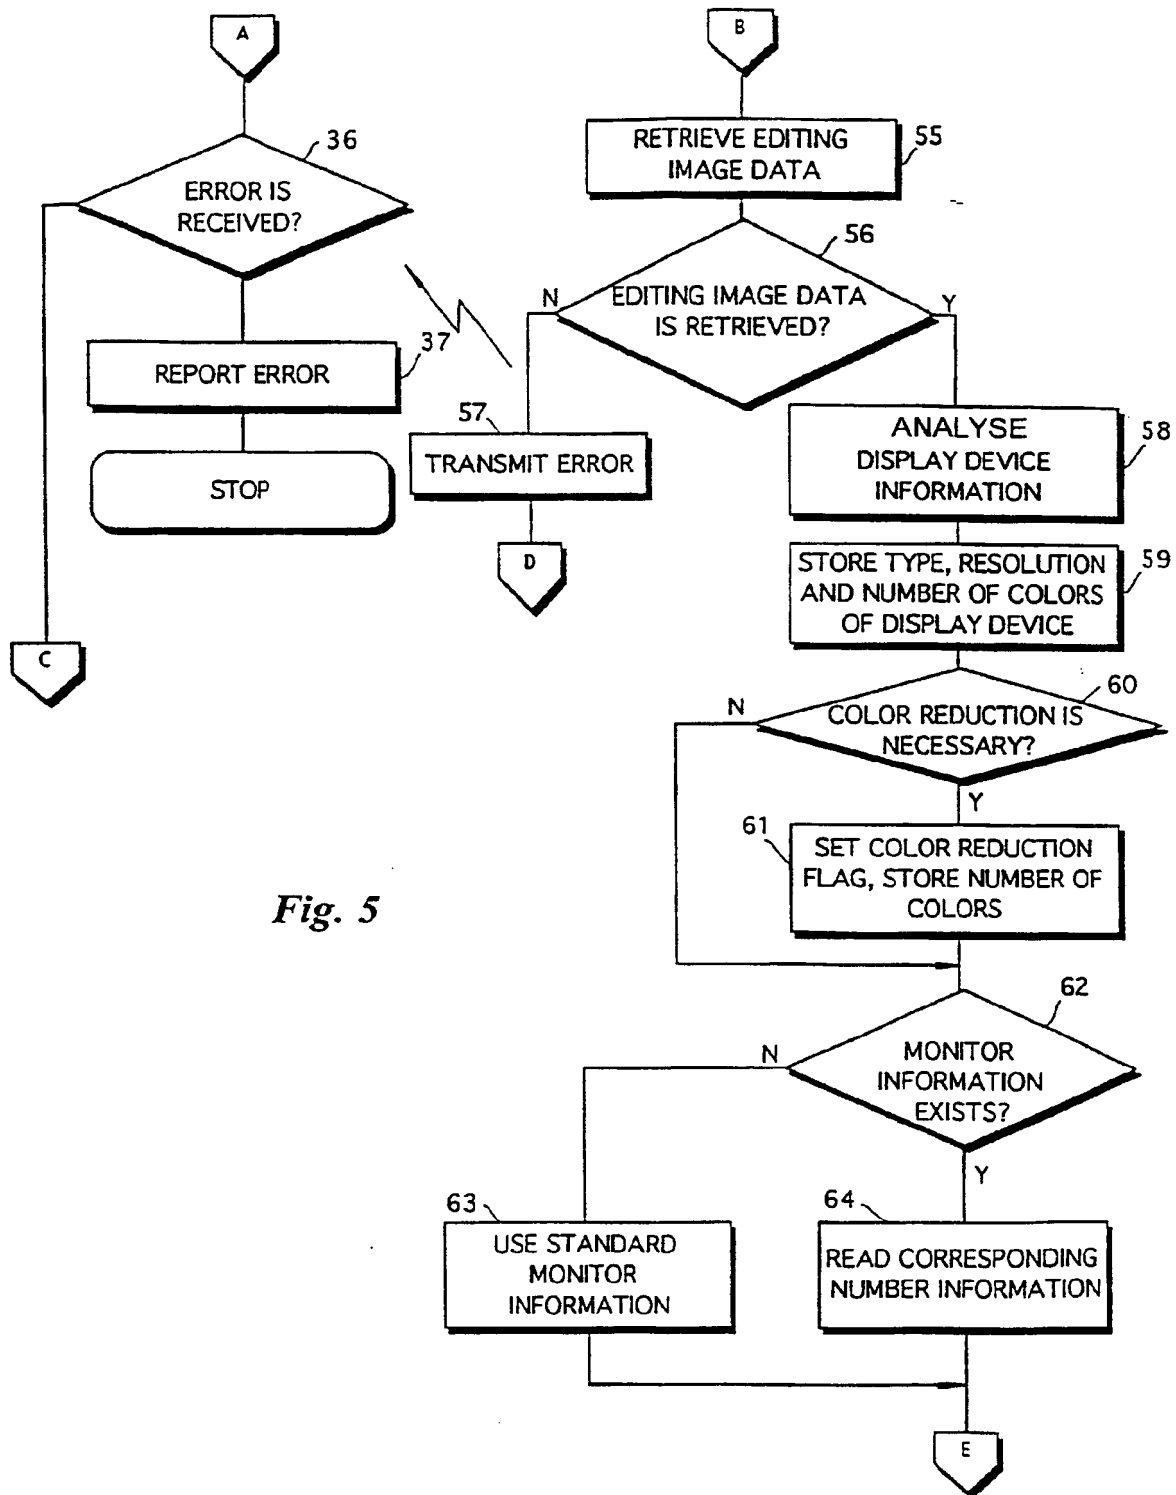 A
36
ERROR IS
RECEIVED?
37
REPORT ERROR
STOP
C
B
55
RETRIEVE EDITING
IMAGE DATA
56
N
EDITING IMAGE DATA
IS RETRIEVED?
Y
57
TRANSMIT ERROR
D
58
ANALYSE
DISPLAY DEVICE
INFORMATION
59
STORE TYPE, RESOLUTION
AND NUMBER OF COLORS
OF DISPLAY DEVICE
60
N
COLOR REDUCTION IS
NECESSARY?
Y
61
SET COLOR REDUCTION
FLAG, STORE NUMBER OF
COLORS
62
N
MONITOR
INFORMATION
EXISTS?
Y
63
USE STANDARD
MONITOR
INFORMATION
64
READ CORRESPONDING
NUMBER INFORMATION
E
Fig. 5